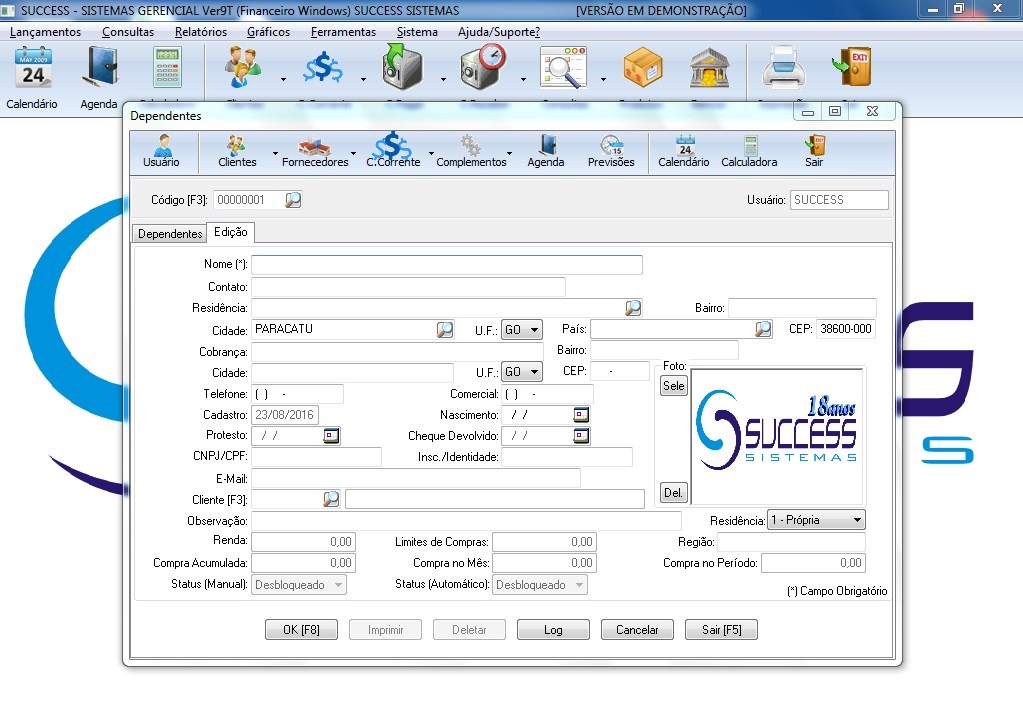 SUCCESS - SISTEMAS GERENCIAL Ver9T (Financeiro Windows) SUCCESS SISTEMAS [VERSÃO EM DEMONSTRAÇÃO]
Lançamentos Consultas Relatórios Gráficos Ferramentas Sistema Ajuda/Suporte?
MAY 2009
24
EXIT
Calendário Agenda
Dependentes
24
15
Usuário Clientes Fornecedores C.Corrente Complementos Agenda Previsões Calendário Calculadora Sair
Código [F3]: 00000001 Usuário: SUCCESS
Dependentes Edição
Nome (*):
Contato:
Residência: Bairro:
Cidade: PARACATU U.F.: GO País: CEP: 38600-000
Cobrança: Bairro:
Cidade: U.F.: GO CEP: -
Foto:
Sele
Telefone: ( ) - Comercial: ( ) -
Cadastro: 23/08/2016 Nascimento: / /
Protesto: / / Cheque Devolvido: / /
CNPJ/CPF: Insc./Identidade:
18anos
SUCCESS
SISTEMAS
E-Mail:
Cliente [F3]:
Del.
Observação: Residência: 1 - Própria
Renda: 0,00 Limites de Compras: 0,00 Região:
Compra Acumulada: 0,00 Compra no Mês: 0,00 Compra no Período: 0,00
Status (Manual): Desbloqueado Status (Automático): Desbloqueado
(*) Campo Obrigatório
OK [F8] Imprimir Deletar Log Cancelar Sair [F5]
S
S